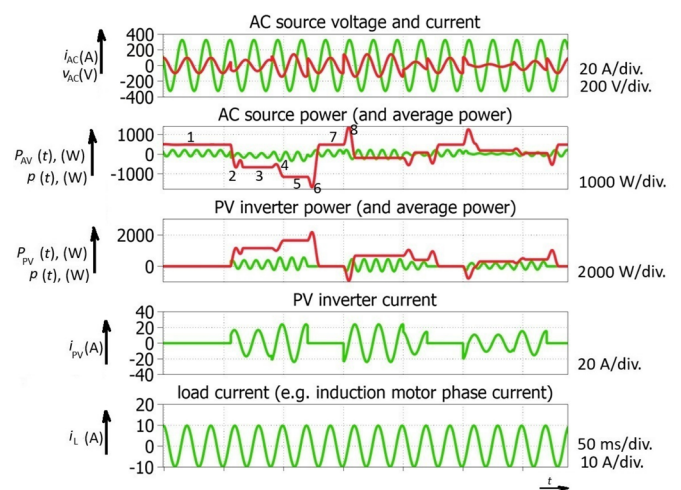 AC source voltage and current
400
200
0
-200
-400
iAC(A)
vAC(V)
20 A/div.
200 V/div.
AC source power (and average power)
1000
0
-1000
PAV (t), (W)
p (t), (W)
1 2 3 4 5 6 7 8
1000 W/div.
PV inverter power (and average power)
2000
0
PPV (t), (W)
p (t), (W)
2000 W/div.
PV inverter current
40
20
0
-20
-40
iPV(A)
20 A/div.
load current (e.g. induction motor phase current)
20
10
0
-10
iL (A)
50 ms/div.
10 A/div.
t